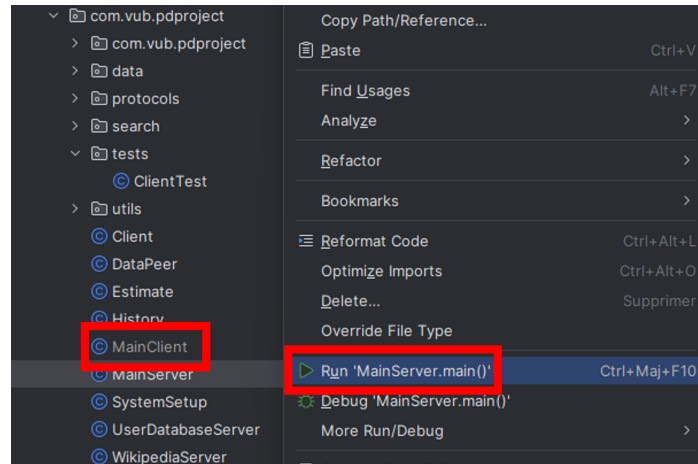 com.vub.pdproject
com.vub.pdproject
data
protocols
search
tests
ClientTest
utils
Client
DataPeer
Estimate
History
MainClient
MainServer
SystemSetup
UserDatabaseServer
WikipediaServer
Copy Path/Reference...
Paste Ctrl+V
Find Usages Alt+F7
Analyze
Refactor
Bookmarks
Reformat Code Ctrl+Alt+L
Optimize Imports Ctrl+Alt+O
Delete... Supprimer
Override File Type
Run 'MainServer.main()' Ctrl+Maj+F10
Debug 'MainServer.main()'
More Run/Debug